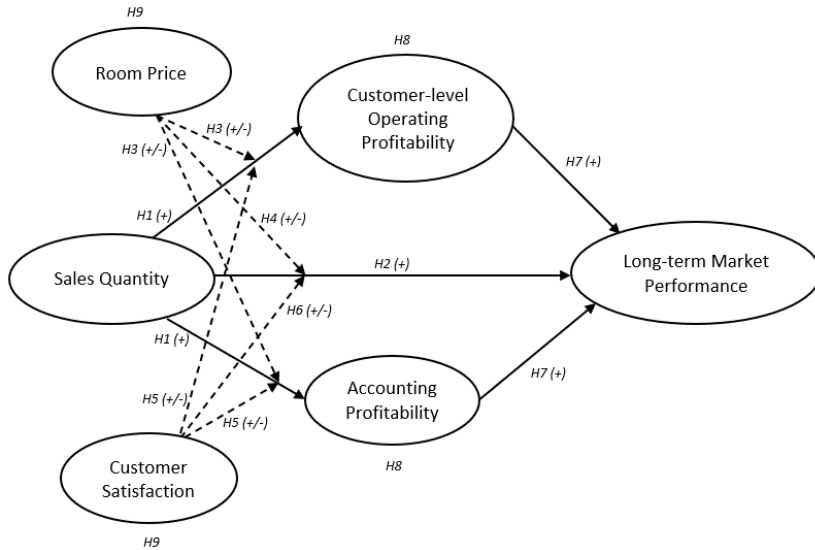 H9
Room Price
H8
Customer-level
Operating
Profitability
H3 (+/-)
H3 (+/-)
H7 (+)
H1 (+)
H4 (+/-)
Sales Quantity
H2 (+)
Long-term Market
Performance
H6 (+/-)
H1 (+)
H7 (+)
H5 (+/-)
H5 (+/-)
Accounting
Profitability
H8
Customer
Satisfaction
H9